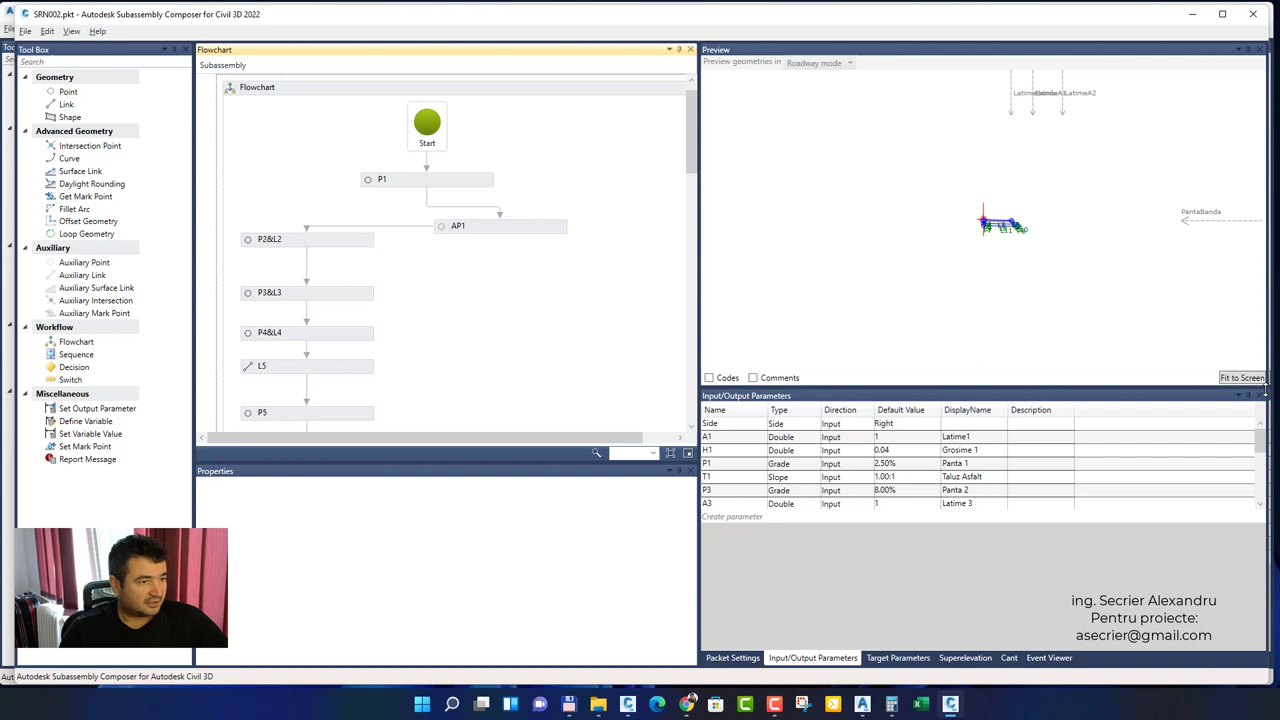 SRN002.pkt - Autodesk Subassembly Composer for Civil 3D 2022
File Edit View Help
Tool Box
Search
Geometry
Point
Link
Shape
Advanced Geometry
Intersection Point
Curve
Surface Link
Daylight Rounding
Get Mark Point
Fillet Arc
Offset Geometry
Loop Geometry
Auxiliary
Auxiliary Point
Auxiliary Link
Auxiliary Surface Link
Auxiliary Intersection
Auxiliary Mark Point
Workflow
Flowchart
Sequence
Decision
Switch
Miscellaneous
Set Output Parameter
Define Variable
Set Variable Value
Set Mark Point
Report Message
Flowchart
Subassembly
Flowchart
Start
P1
AP1
P2&L2
P3&L3
P4&L4
L5
P5
Properties
Preview
Preview geometries in Roadway mode
LatimeA2
PantaBanda
Codes Comments Fit to Screen
Input/Output Parameters
Name Type Direction Default Value DisplayName Description
Side Side Input Right
A1 Double Input 1 Latime1
H1 Double Input 0.04 Grosime 1
P1 Grade Input 2.50% Panta 1
T1 Slope Input 1.00:1 Taluz Asfalt
P3 Grade Input 8.00% Panta 2
A3 Double Input 1 Latime 3
Create parameter
ing. Secrier Alexandru
Pentru proiecte:
asecrier@gmail.com
Packet Settings Input/Output Parameters Target Parameters Superelevation Cant Event Viewer
Autodesk Subassembly Composer for Autodesk Civil 3D